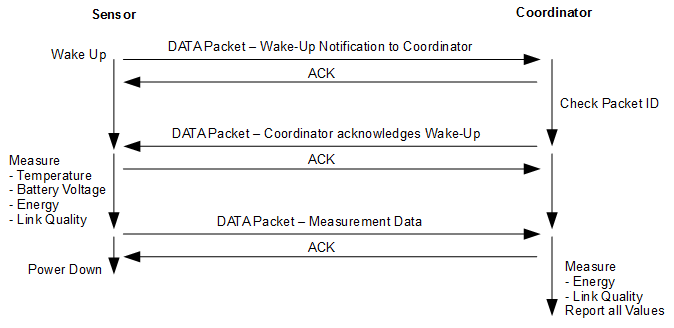 Sensor
Coordinator
DATA Packet – Wake-Up Notification to Coordinator
Wake Up
ACK
Check Packet ID
DATA Packet – Coordinator acknowledges Wake-Up
ACK
Measure
- Temperature
- Battery Voltage
- Energy
- Link Quality
DATA Packet – Measurement Data
ACK
Power Down
Measure
- Energy
- Link Quality
Report all Values